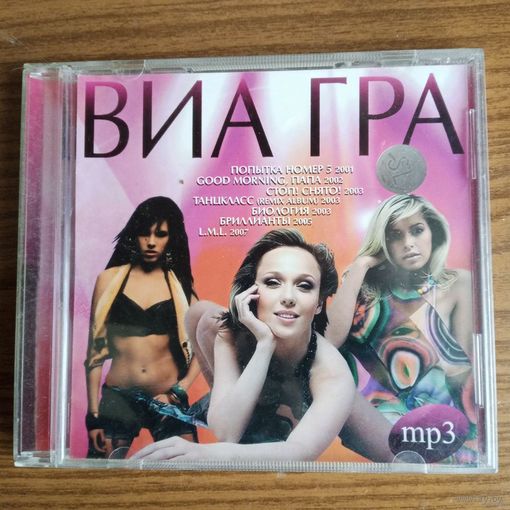 ВИА ГРА
ПОПЫТКА НОМЕР 5 2001
GOOD MORNING, ПАПА 2002
СТОП! СНЯТО! 2003
ТАНЦКЛАСС (REMIX ALBUM) 2003
БИОЛОГИЯ 2003
БРИЛЛИАНТЫ 2005
L.M.L. 2007
mp3